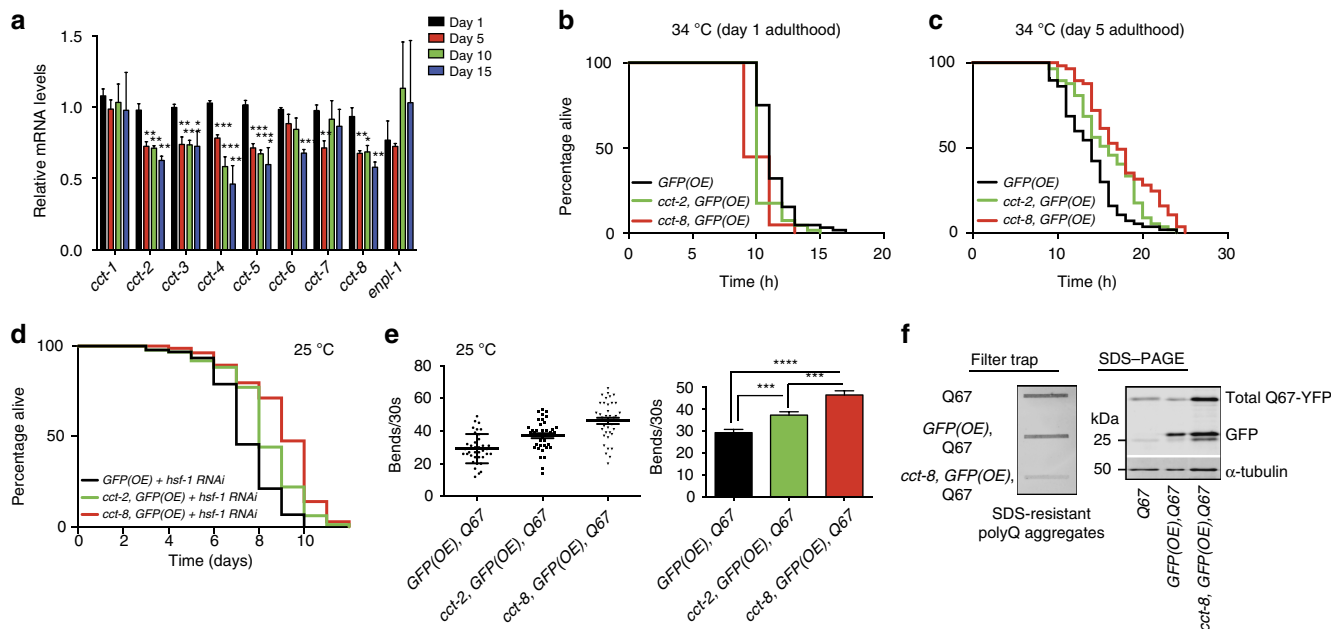 a
Day 1
Day 5
Day 10
Day 15
1.5
1.0
0.5
0.0
Relative mRNA levels
** ** **
** *** *
*** *** **
*** *** *
**
**
** * **
cct-1
cct-2
cct-3
cct-4
cct-5
cct-6
cct-7
cct-8
enpl-1
b
34 °C (day 1 adulthood)
100
50
0
Percentage alive
GFP(OE)
cct-2, GFP(OE)
cct-8, GFP(OE)
0 5 10 15 20
Time (h)
c
34 °C (day 5 adulthood)
100
50
0
GFP(OE)
cct-2, GFP(OE)
cct-8, GFP(OE)
0 10 20 30
Time (h)
d
25 °C
100
50
0
Percentage alive
GFP(OE) + hsf-1 RNAi
cct-2, GFP(OE) + hsf-1 RNAi
cct-8, GFP(OE) + hsf-1 RNAi
0 2 4 6 8 10
Time (days)
e
25 °C
80
60
40
20
0
Bends/30s
GFP(OE), Q67
cct-2, GFP(OE), Q67
cct-8, GFP(OE), Q67
****
*** ***
50
40
30
20
10
0
Bends/30s
GFP(OE), Q67
cct-2, GFP(OE), Q67
cct-8, GFP(OE), Q67
f
Filter trap
Q67
GFP(OE),
Q67
cct-8, GFP(OE),
Q67
SDS-resistant
polyQ aggregates
SDS–PAGE
Total Q67-YFP
kDa
GFP
25
50
α-tubulin
Q67
GFP(OE),Q67
cct-8, GFP(OE),Q67